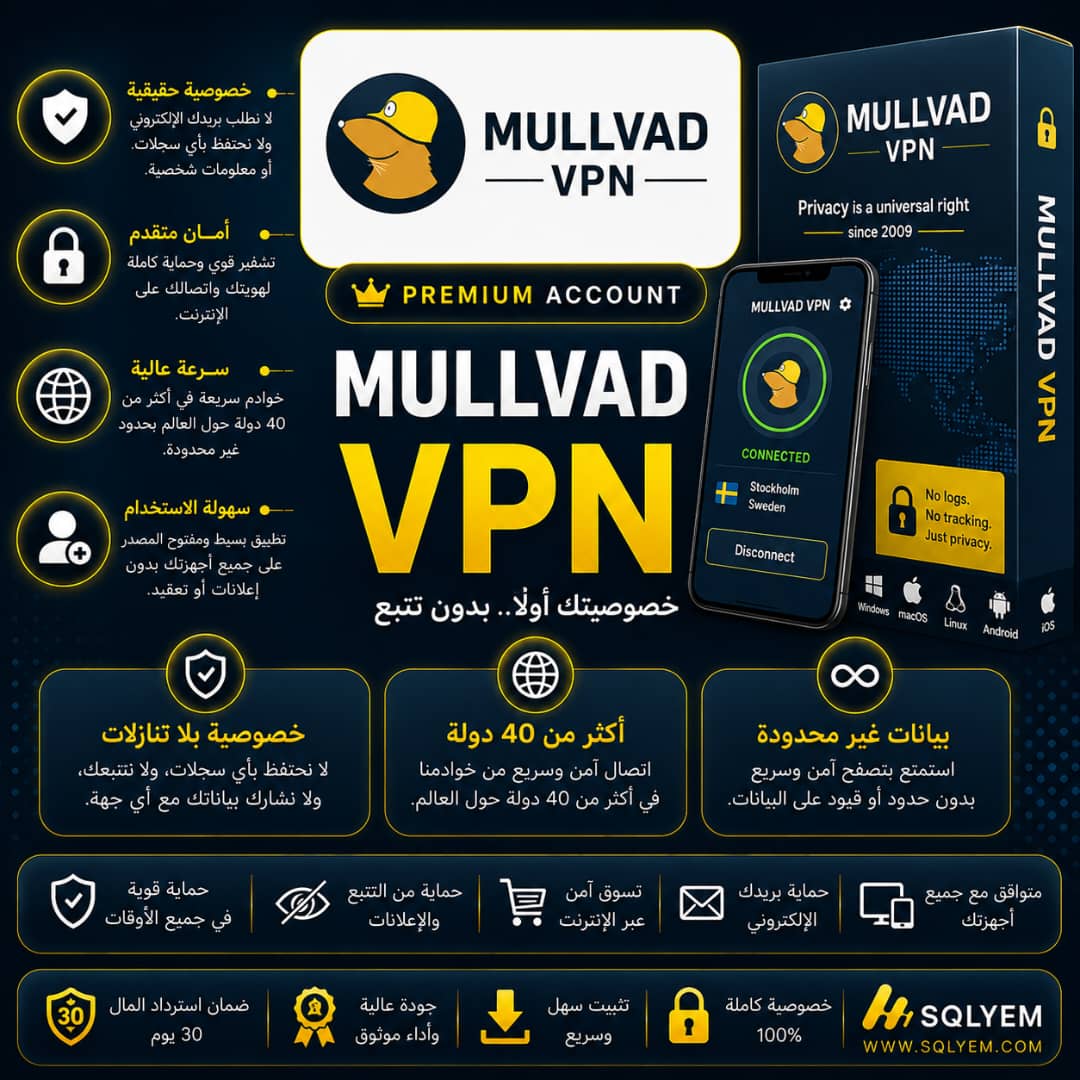 MULLVAD
VPN
PREMIUM ACCOUNT
MULLVAD
VPN
خصوصيتك أولًا.. بدون تتبع
خصوصية حقيقية
لا نطلب بريدك الإلكتروني
ولا نحتفظ بأي سجلات.
أو معلومات شخصية.
أمــان متقدم
تشفير قوي وحماية كاملة
لهويتك واتصالك على
الإنترنت.
سـرعة عالية
خوادم سريعة في أكثر من
40 دولة حول العالم بحدود
غير محدودة.
سهولة الاستخدام
تطبيق بسيط ومفتوح المصدر
على جميع أجهزتك بدون
إعلانات أو تعقيد.
MULLVAD
VPN
Privacy is a universal right
since 2009
MULLVAD VPN
MULLVAD VPN
CONNECTED
Stockholm
Sweden
Disconnect
No logs.
No tracking.
Just privacy.
Windows
macOS
Linux
Android
iOS
بيانات غير محدودة
استمتع بتصفح آمن وسريع
بدون حدود أو قيود على البيانات.
أكثر من 40 دولة
اتصال آمن وسريع من خوادمنا
في أكثر من 40 دولة حول العالم.
خصوصية بلا تنازلات
لا نحتفظ بأي سجلات، ولا نتتبعك،
ولا نشارك بياناتك مع أي جهة.
متوافق مع جميع
أجهزتك
حماية بريدك
الإلكتروني
تسوق آمن
عبر الإنترنت
حماية من التتبع
والإعلانات
حماية قوية
في جميع الأوقات
SQLYEM
WWW.SQLYEM.COM
خصوصية كاملة
100%
تثبيت سهل
وسريع
جودة عالية
وأداء موثوق
ضمان استرداد المال
30 يوم
30